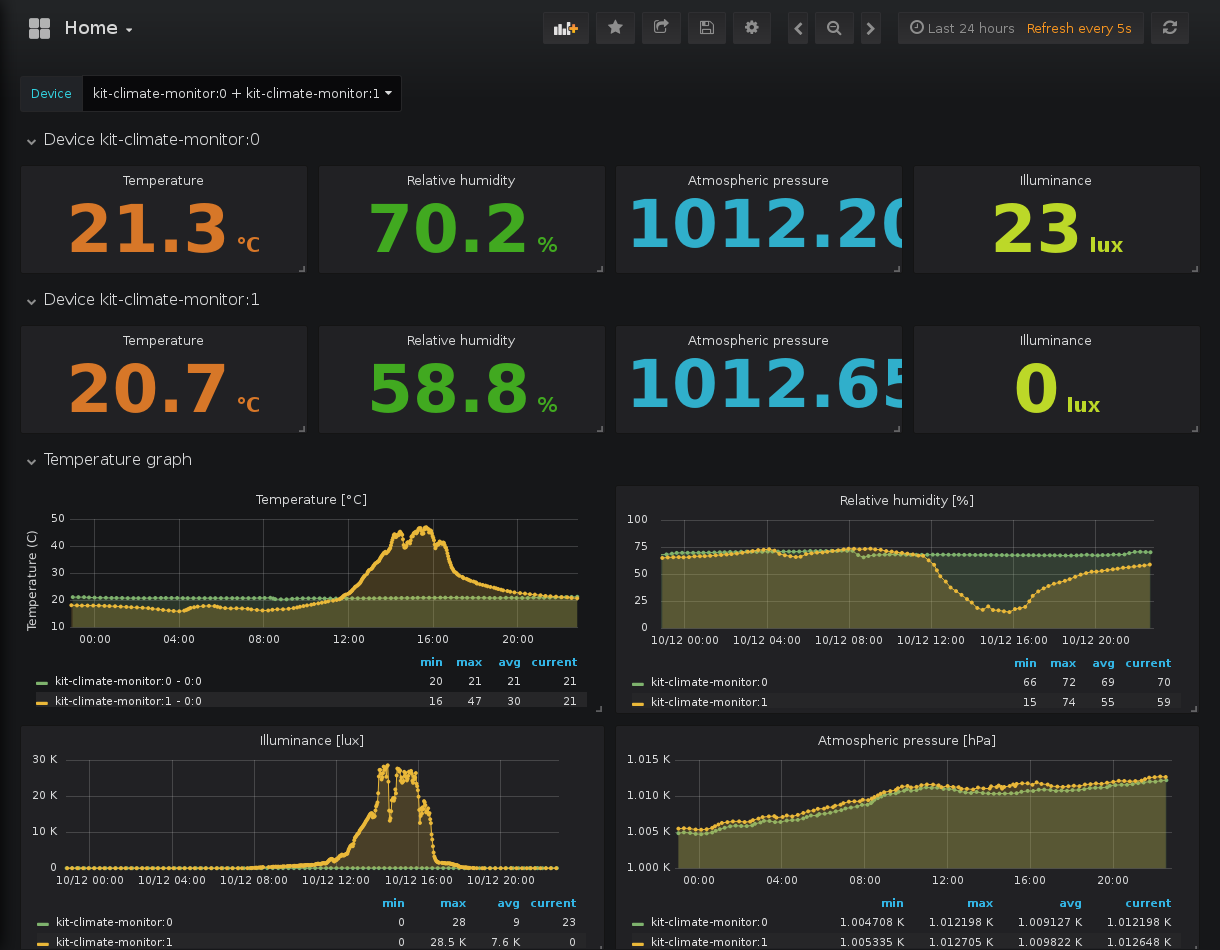 Home
Last 24 hours Refresh every 5s
Device kit-climate-monitor:0 + kit-climate-monitor:1
Device kit-climate-monitor:0
Temperature Relative humidity Atmospheric pressure Illuminance
21.3 °C 70.2 % 1012.20 23 lux
Device kit-climate-monitor:1
Temperature Relative humidity Atmospheric pressure Illuminance
20.7 °C 58.8 % 1012.65 0 lux
Temperature graph
Temperature [°C]
Temperature (C)
50
40
30
20
10
00:00 04:00 08:00 12:00 16:00 20:00
min max avg current
kit-climate-monitor:0 - 0:0 20 21 21 21
kit-climate-monitor:1 - 0:0 16 47 30 21
Relative humidity [%]
100
75
50
25
0
10/12 00:00 10/12 04:00 10/12 08:00 10/12 12:00 10/12 16:00 10/12 20:00
min max avg current
kit-climate-monitor:0 66 72 69 70
kit-climate-monitor:1 15 74 55 59
Illuminance [lux]
30 K
20 K
10 K
0
10/12 00:00 10/12 04:00 10/12 08:00 10/12 12:00 10/12 16:00 10/12 20:00
min max avg current
kit-climate-monitor:0 0 28 9 23
kit-climate-monitor:1 0 28.5 K 7.6 K 0
Atmospheric pressure [hPa]
1.015 K
1.010 K
1.005 K
1.000 K
00:00 04:00 08:00 12:00 16:00 20:00
min max avg current
kit-climate-monitor:0 1.004708 K 1.012198 K 1.009127 K 1.012198 K
kit-climate-monitor:1 1.005335 K 1.012705 K 1.009822 K 1.012648 K